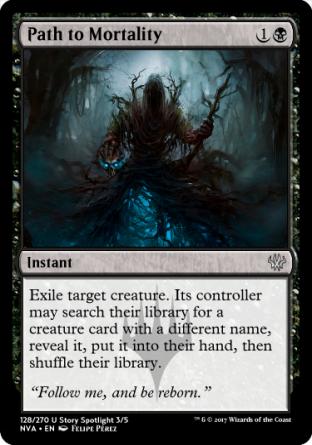 Path to Mortality 1
Instant
Exile target creature. Its controller
may search their library for a
creature card with a different name,
reveal it, put it into their hand, then
shuffle their library.
“Follow me, and be reborn.”
128/270 U Story Spotlight 3/5
NVA • EN Felipe Pérez
™ & © 2017 Wizards of the Coast